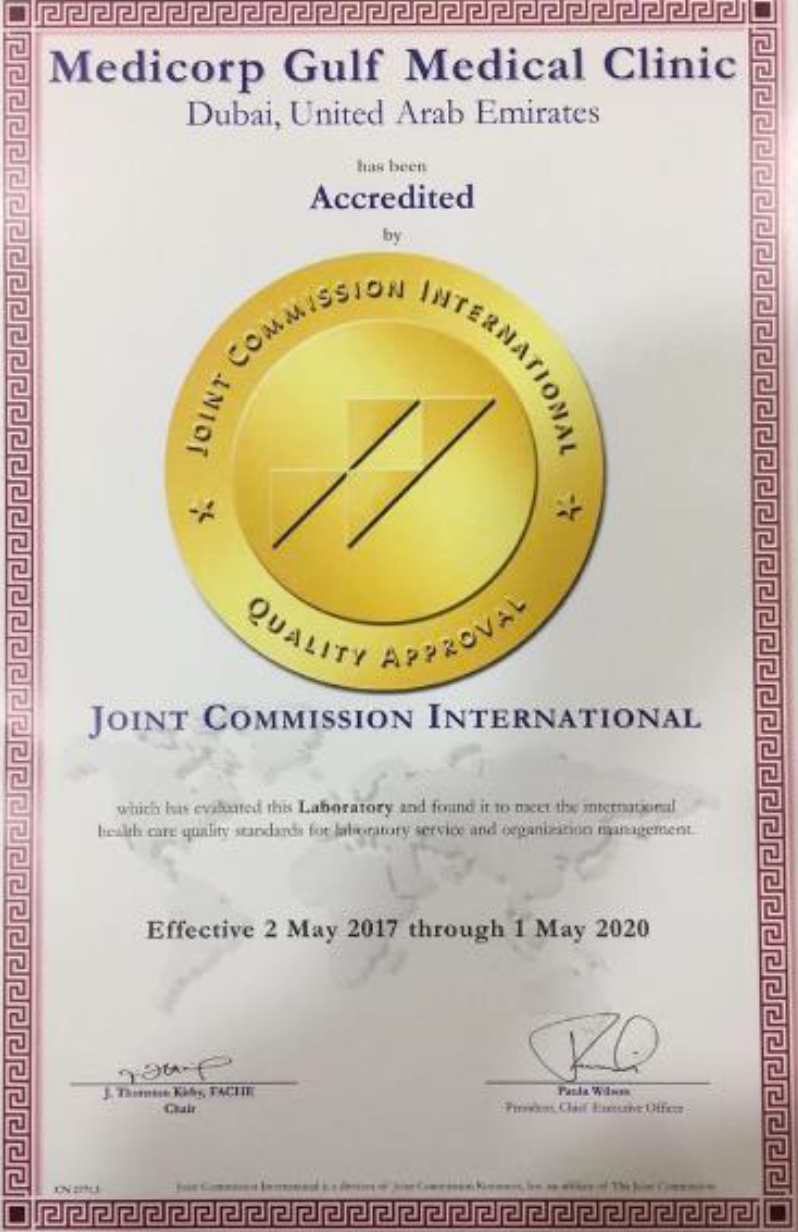 Medicorp Gulf Medical Clinic
Dubai, United Arab Emirates
has been
Accredited
by
JOINT COMMISSION INTERNATIONAL
QUALITY APPROVAL
JOINT COMMISSION INTERNATIONAL
which has evaluated this Laboratory and found it to meet the international
health care quality standards for laboratory service and organization management.
Effective 2 May 2017 through 1 May 2020
J. Thornton Kirby, FACHE
Chair
Paula Wilson
President, Chief Executive Officer
Joint Commission International is a division of Joint Commission Resources, Inc. an affiliate of The Joint Commission